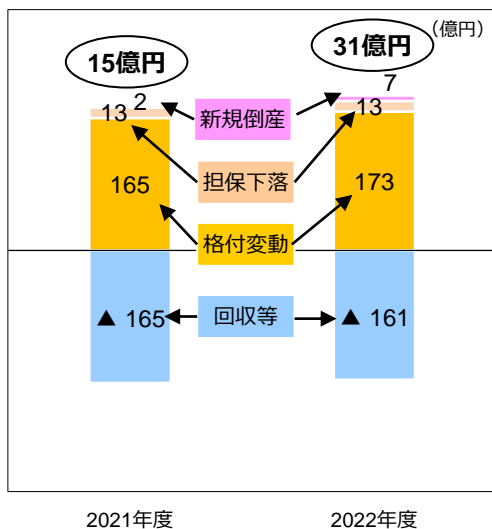 (億円)
15億円
31億円
2
7
13
新規倒産
13
担保下落
165
173
格付変動
▲ 165
回収等
▲ 161
2021年度
2022年度